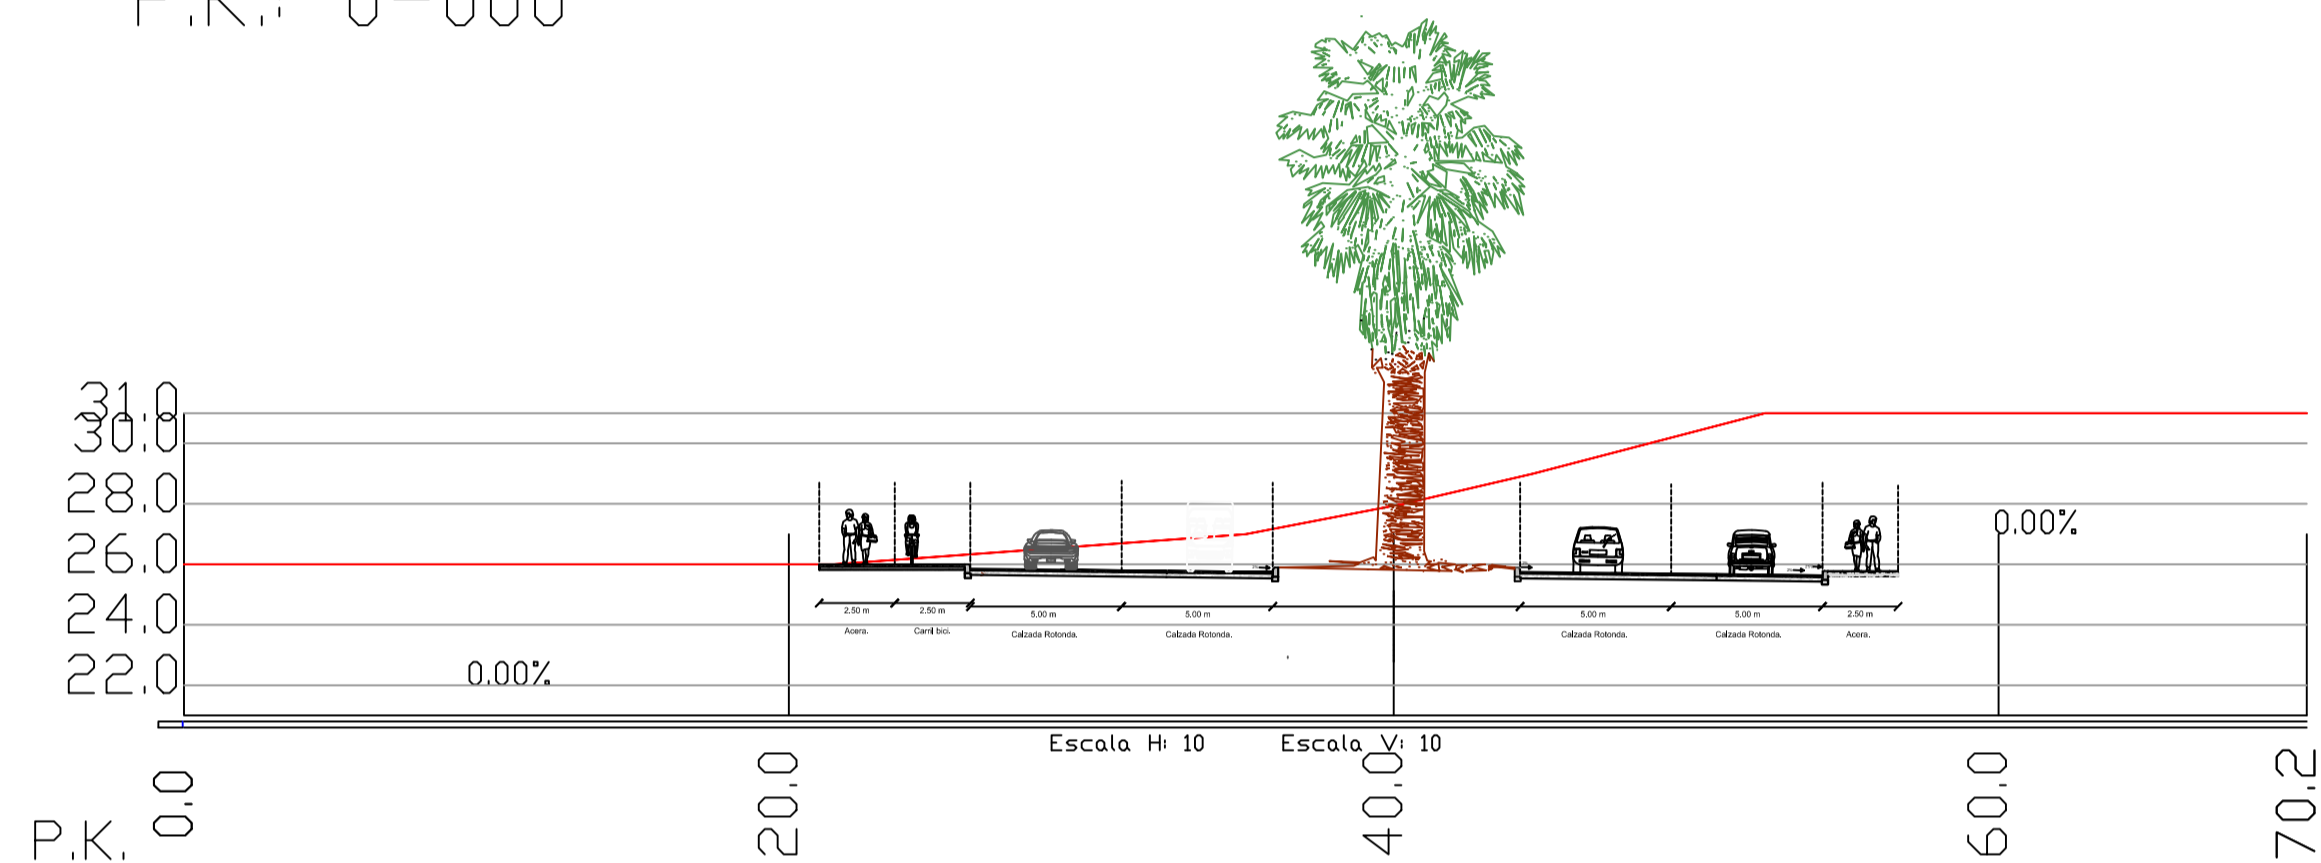 P.K.: 0+000
31.0
30.0
28.0
26.0
24.0
22.0
0.00%
0.00%
2.50 m
2.50 m
5.00 m
5.00 m
5.00 m
5.00 m
2.50 m
Acera.
Carril bici.
Calzada Rotonda.
Calzada Rotonda.
Calzada Rotonda.
Calzada Rotonda.
Acera.
Escala H: 10 Escala V: 10
P.K. 0.0 20.0 40.0 60.0 70.2